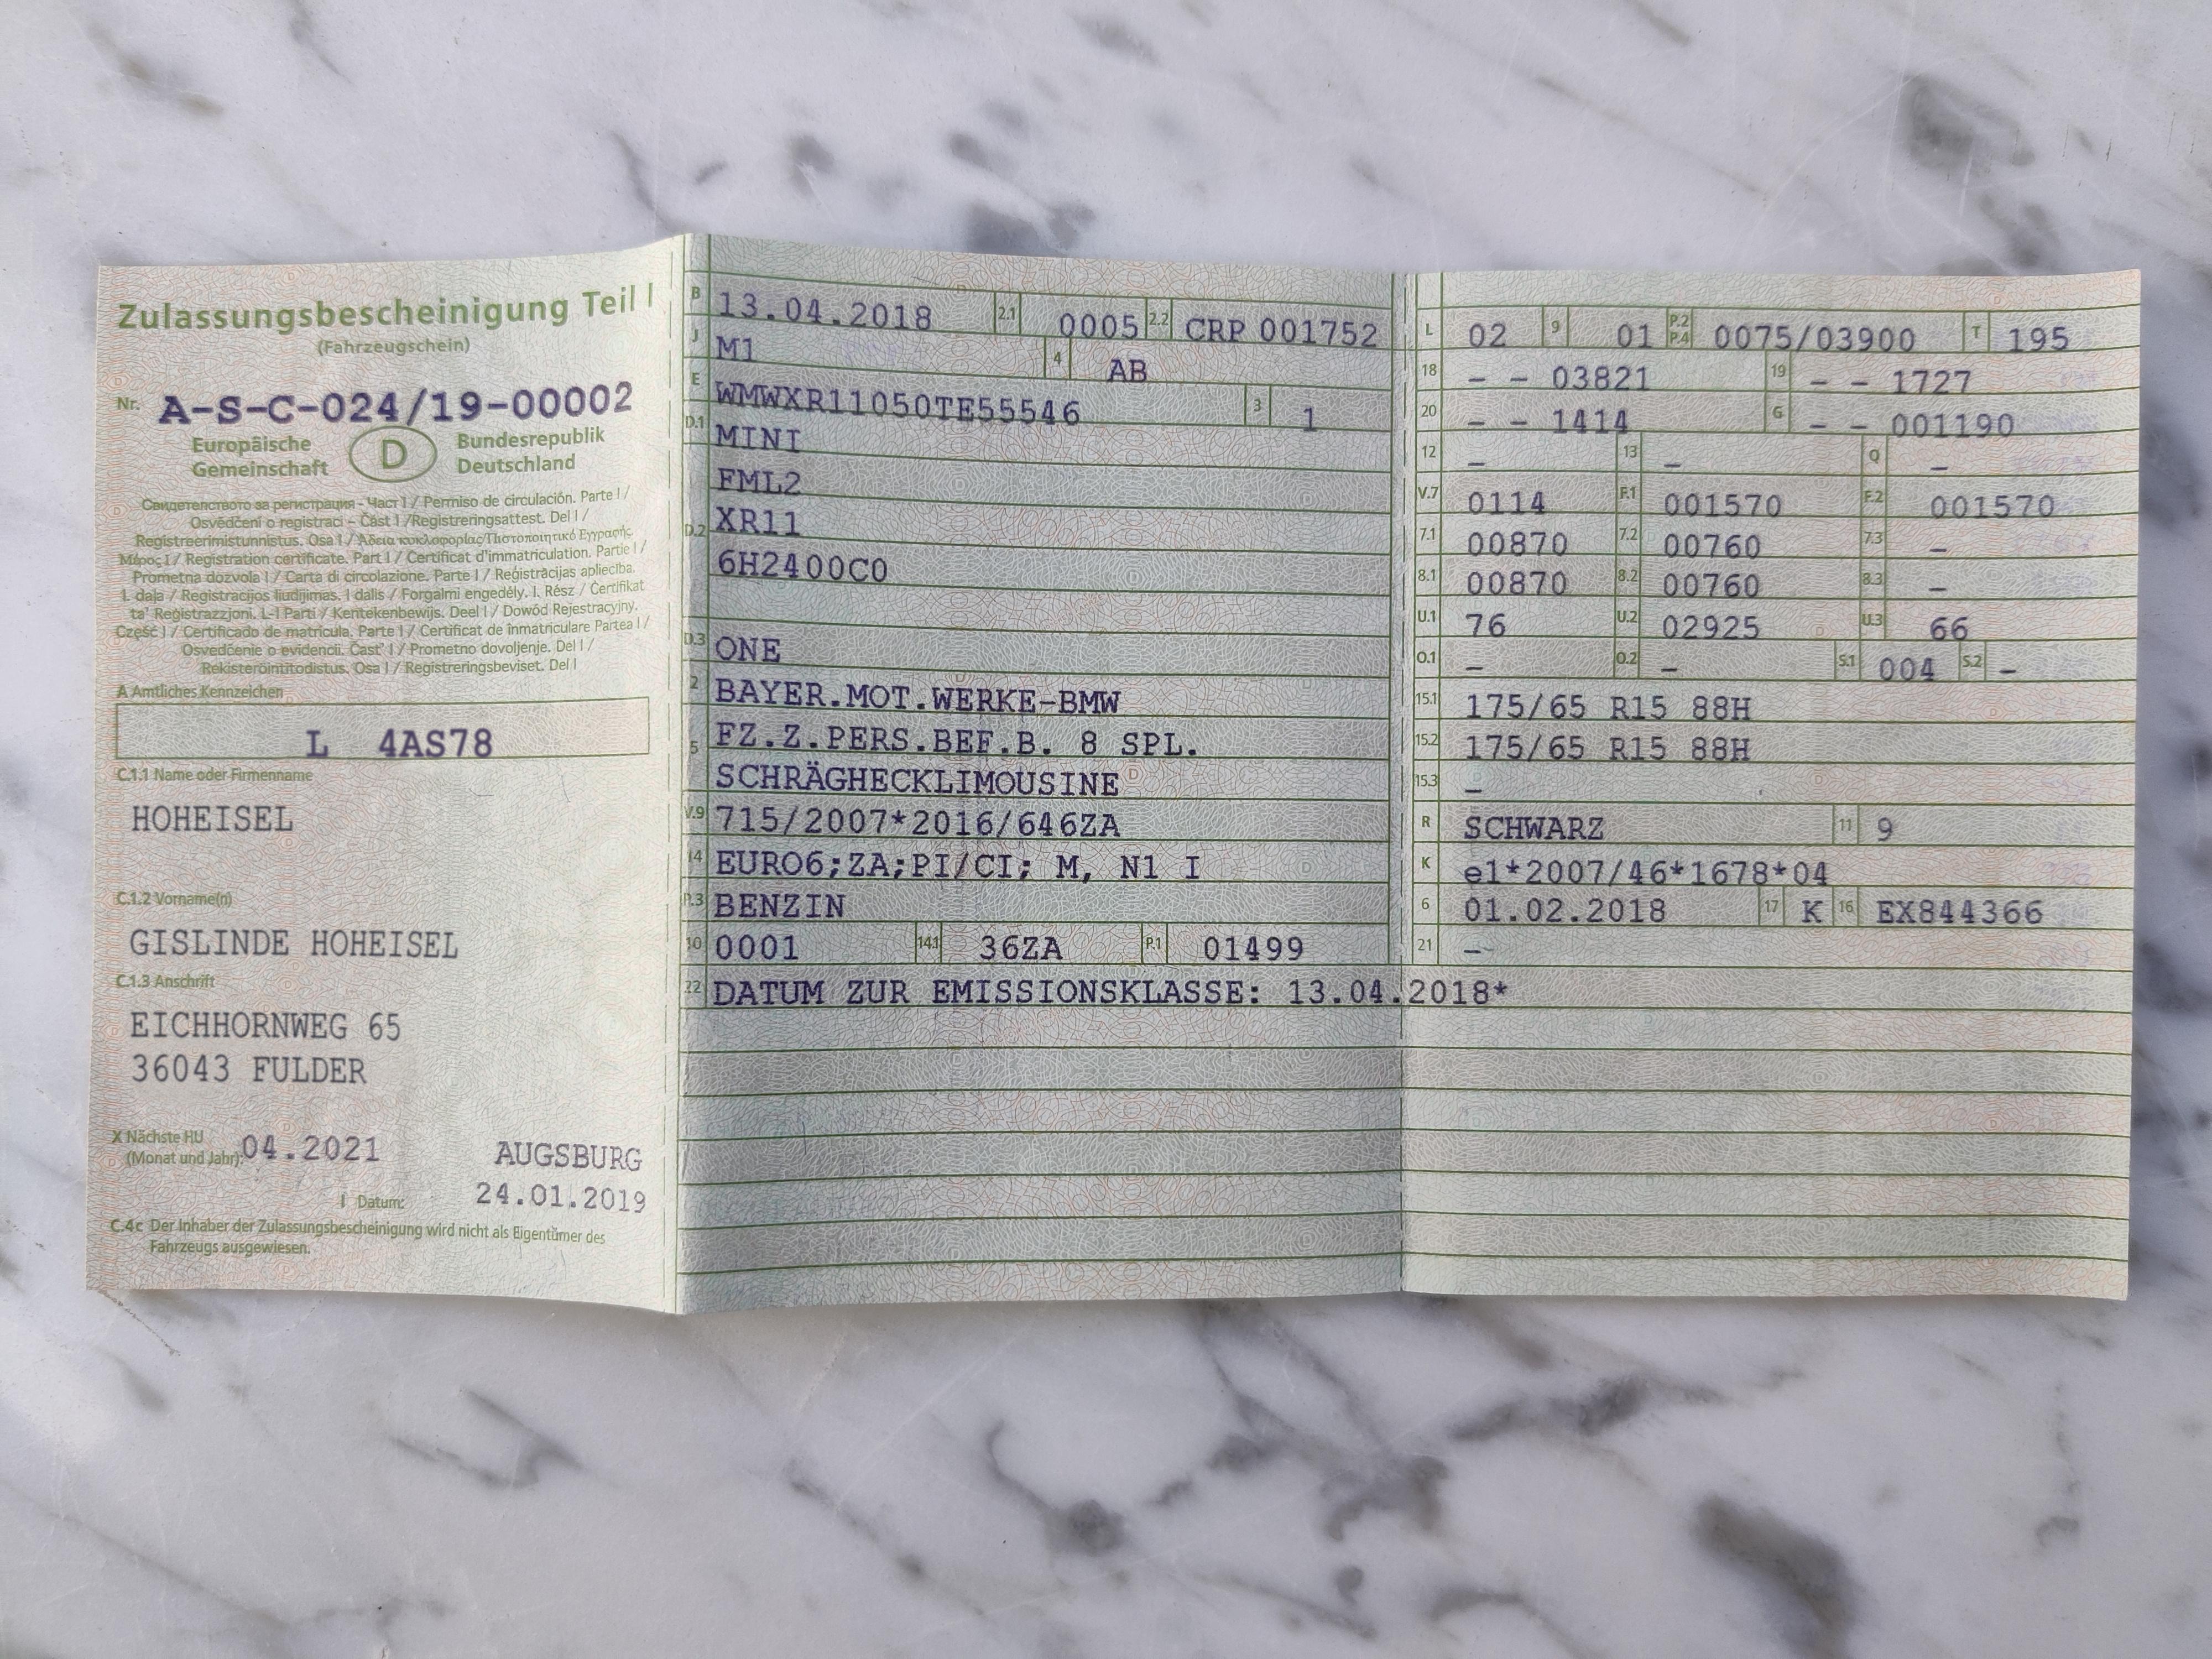 Zulassungsbescheinigung Teil I
(Fahrzeugschein)
Nr. A-S-C-024/19-00002
Europäische Gemeinschaft D Bundesrepublik Deutschland
Свидетелството за регистрация - Част I / Permiso de circulación. Parte I /
Osvědčení o registraci - Část I /Registreringsattest. Del I /
Registreerimistunnistus. Osa I / Άδεια κυκλοφορίας/Πιστοποιητικό Εγγραφής.
Μέρος I / Registration certificate. Part I / Certificat d'immatriculation. Partie I /
Prometna dozvola I / Carta di circolazione. Parte I / Reģistrācijas apliecība.
I. daļa / Registracijos liudijimas. I dalis / Forgalmi engedély. I. Rész / Ċertifikat
ta' Reġistrazzjoni. L-I Parti / Kentekenbewijs. Deel I / Dowód Rejestracyjny.
Część I / Certificado de matrícula. Parte I / Certificat de înmatriculare Partea I /
Osvedčenie o evidencii. Časť I / Prometno dovoljenje. Del I /
Rekisteröintitodistus. Osa I / Registreringsbeviset. Del I
A Amtliches Kennzeichen
L 4AS78
C.1.1 Name oder Firmenname
HOHEISEL
C.1.2 Vorname(n)
GISLINDE HOHEISEL
C.1.3 Anschrift
EICHHORNWEG 65
36043 FULDER
X Nächste HU
(Monat und Jahr): 04.2021
AUGSBURG
I Datum: 24.01.2019
C.4c Der Inhaber der Zulassungsbescheinigung wird nicht als Eigentümer des
Fahrzeugs ausgewiesen.
B 13.04.2018 2.1 0005 2.2 CRP 001752
J M1 4 AB
E WMWXR11050TE55546 3 1
D.1 MINI
FML2
D.2 XR11
6H2400C0
D.3 ONE
2 BAYER.MOT.WERKE-BMW
5 FZ.Z.PERS.BEF.B. 8 SPL.
SCHRÄGHECKLIMOUSINE
V.9 715/2007*2016/646ZA
14 EURO6;ZA;PI/CI; M, N1 I
P.3 BENZIN
10 0001 14.1 36ZA P.1 01499
22 DATUM ZUR EMISSIONSKLASSE: 13.04.2018*
L 02 9 01 P.2 P.4 0075/03900 T 195
18 - - 03821 19 - - 1727
20 - - 1414 G - - 001190
12 - 13 - Q -
V.7 0114 F.1 001570 F.2 001570
7.1 00870 7.2 00760 7.3 -
8.1 00870 8.2 00760 8.3 -
U.1 76 U.2 02925 U.3 66
O.1 - O.2 - S.1 004 S.2 -
15.1 175/65 R15 88H
15.2 175/65 R15 88H
15.3 -
R SCHWARZ 11 9
K e1*2007/46*1678*04
6 01.02.2018 17 K 16 EX844366
21 -